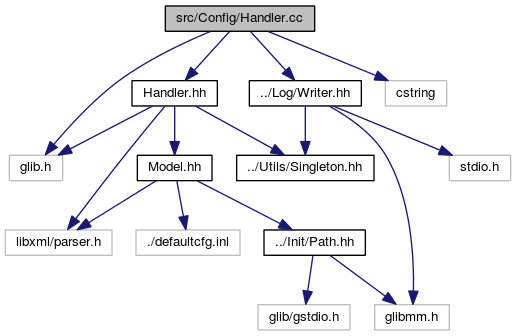 src/Config/Handler.cc
Handler.hh
../Log/Writer.hh
cstring
glib.h
Model.hh
../Utils/Singleton.hh
stdio.h
libxml/parser.h
./defaultcfg.inl
../Init/Path.hh
glib/gstdio.h
glibmm.h